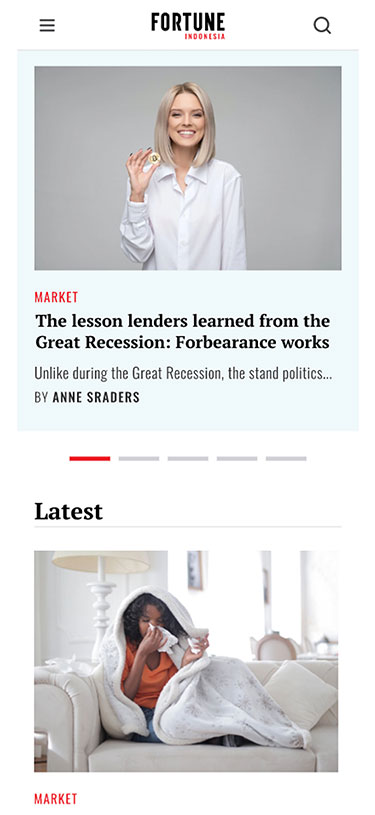 FORTUNE
INDONESIA
MARKET
The lesson lenders learned from the
Great Recession: Forbearance works
Unlike during the Great Recession, the stand politics...
BY ANNE SRADERS
Latest
MARKET